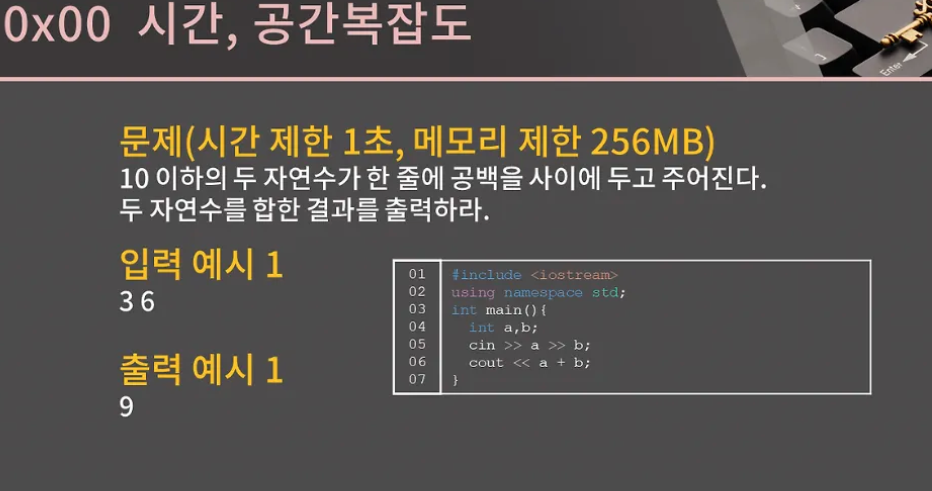 0x00 시간, 공간복잡도
Enter
문제(시간 제한 1초, 메모리 제한 256MB)
10 이하의 두 자연수가 한 줄에 공백을 사이에 두고 주어진다.
두 자연수를 합한 결과를 출력하라.
입력 예시 1
3 6
출력 예시 1
9
01 #include <iostream>
02 using namespace std;
03 int main(){
04 int a,b;
05 cin >> a >> b;
06 cout << a + b;
07 }